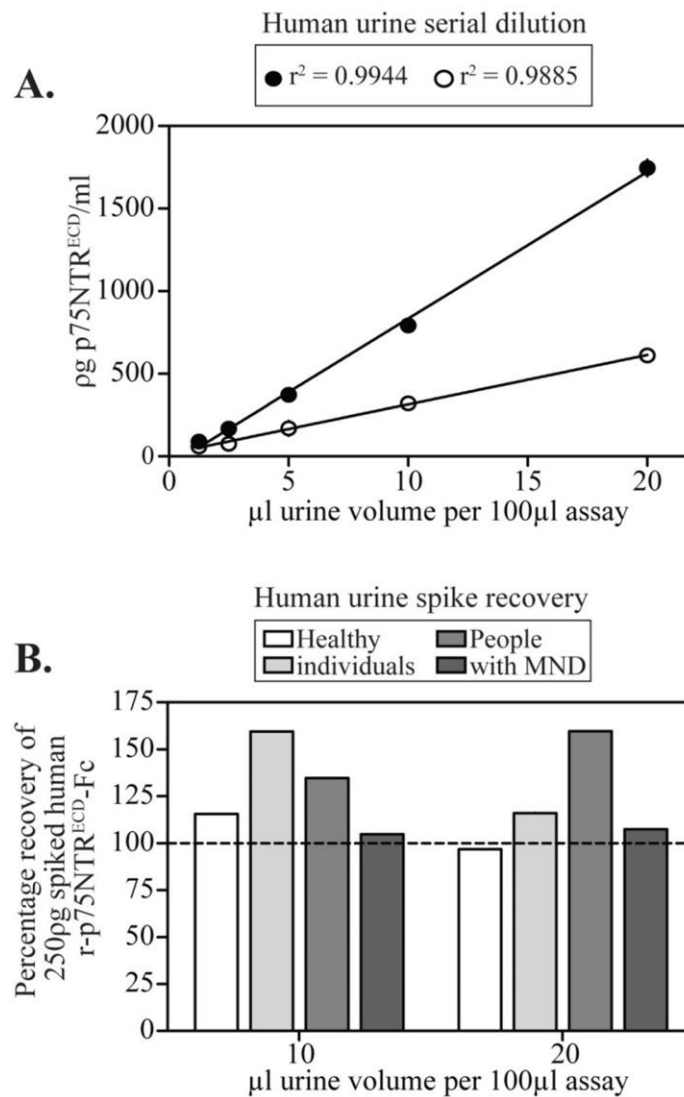 Human urine serial dilution
A.
● r² = 0.9944 ○ r² = 0.9885
2000
1500
1000
500
0
ρg p75NTRᴱᶜᴰ/ml
0 5 10 15 20
µl urine volume per 100µl assay
Human urine spike recovery
B.
Healthy People
individuals with MND
175
150
125
100
75
50
25
0
Percentage recovery of
250ρg spiked human
r-p75NTRᴱᶜᴰ-Fc
10 20
µl urine volume per 100µl assay